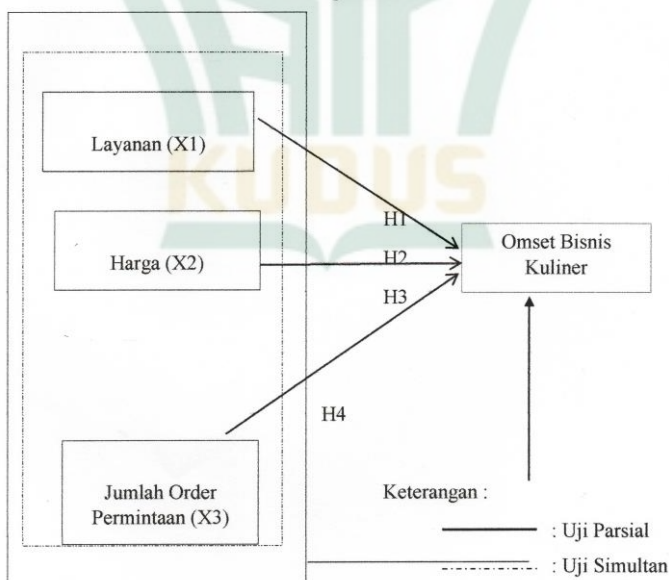 KUDUS
Layanan (X1)
H1
Harga (X2)
H2
Omset Bisnis
Kuliner
H3
H4
Jumlah Order
Permintaan (X3)
Keterangan :
: Uji Parsial
: Uji Simultan